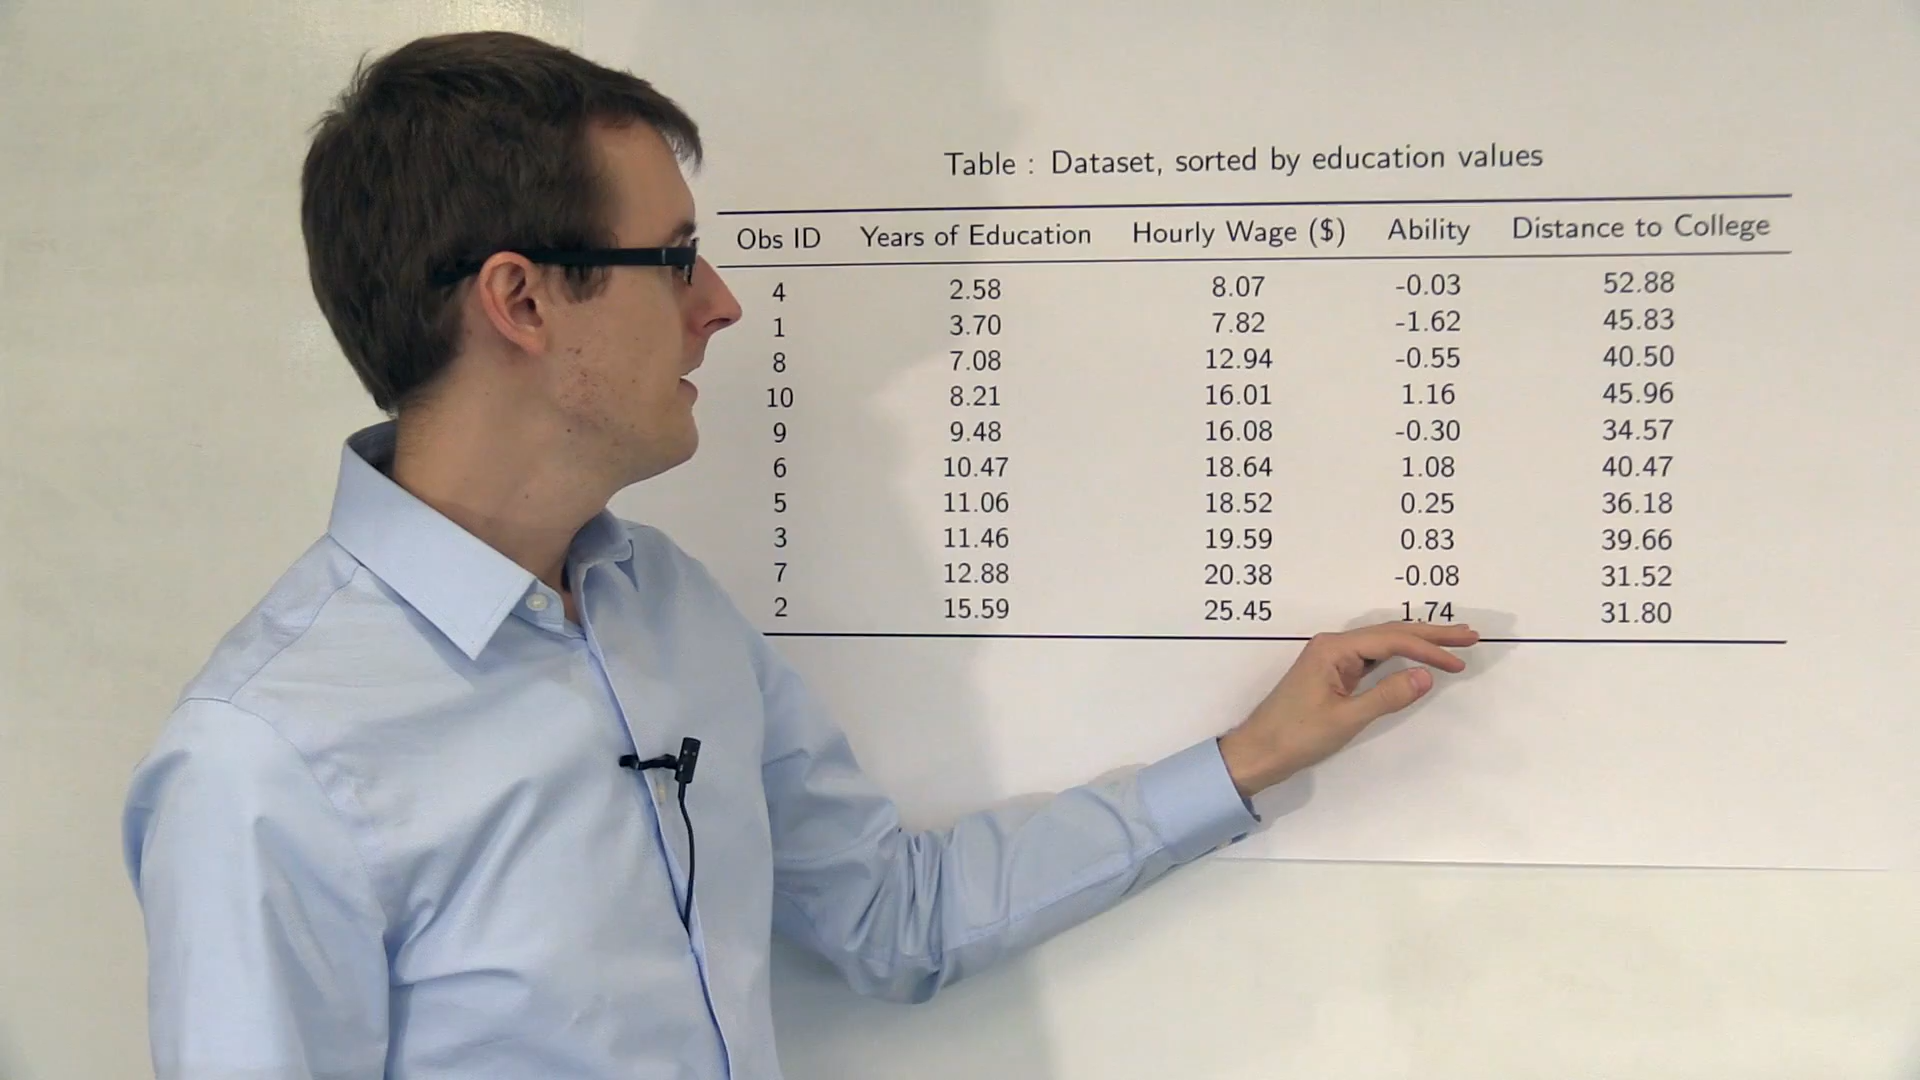 Table : Dataset, sorted by education values
Obs ID Years of Education Hourly Wage ($) Ability Distance to College
4 2.58 8.07 -0.03 52.88
1 3.70 7.82 -1.62 45.83
8 7.08 12.94 -0.55 40.50
10 8.21 16.01 1.16 45.96
9 9.48 16.08 -0.30 34.57
6 10.47 18.64 1.08 40.47
5 11.06 18.52 0.25 36.18
3 11.46 19.59 0.83 39.66
7 12.88 20.38 -0.08 31.52
2 15.59 25.45 1.74 31.80